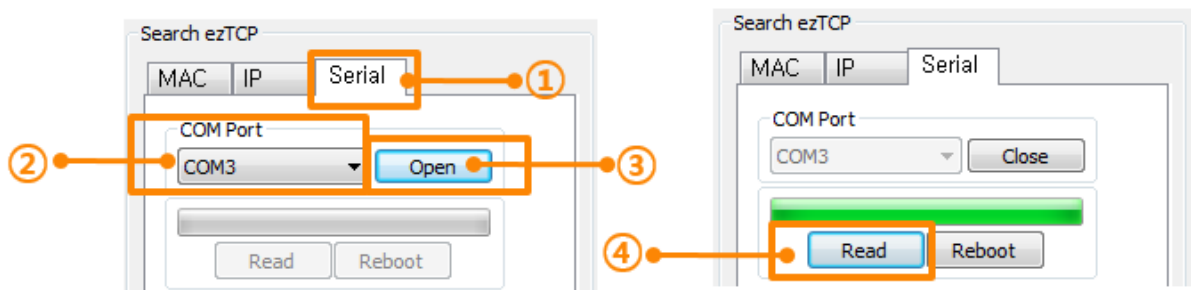 Search ezTCP
MAC IP Serial
①
COM Port
②
COM3 Open
③
Read Reboot
Search ezTCP
MAC IP Serial
COM Port
COM3 Close
④
Read Reboot